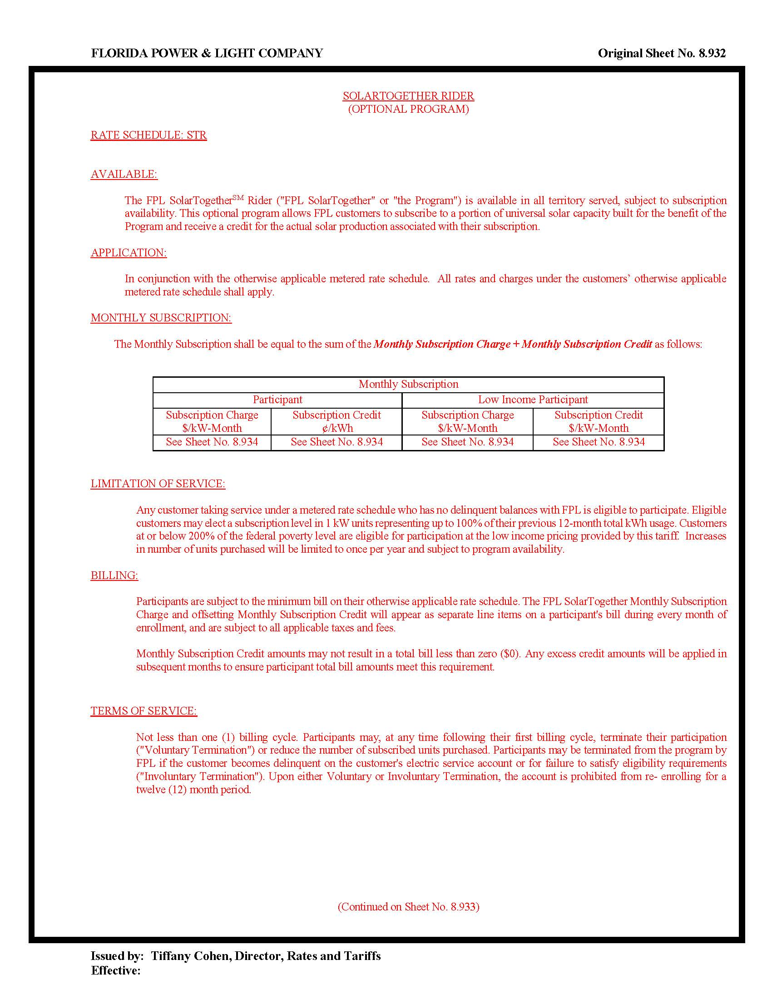 FLORIDA POWER & LIGHT COMPANY Original Sheet No. 8.932
SOLARTOGETHER RIDER
(OPTIONAL PROGRAM)
RATE SCHEDULE: STR
AVAILABLE:
The FPL SolarTogetherSM Rider ("FPL SolarTogether" or "the Program") is available in all territory served, subject to subscription
availability. This optional program allows FPL customers to subscribe to a portion of universal solar capacity built for the benefit of the
Program and receive a credit for the actual solar production associated with their subscription.
APPLICATION:
In conjunction with the otherwise applicable metered rate schedule. All rates and charges under the customers’ otherwise applicable
metered rate schedule shall apply.
MONTHLY SUBSCRIPTION:
The Monthly Subscription shall be equal to the sum of the Monthly Subscription Charge + Monthly Subscription Credit as follows:
Monthly Subscription
Participant Low Income Participant
Subscription Charge Subscription Credit Subscription Charge Subscription Credit
$/kW-Month ¢/kWh $/kW-Month $/kW-Month
See Sheet No. 8.934 See Sheet No. 8.934 See Sheet No. 8.934 See Sheet No. 8.934
LIMITATION OF SERVICE:
Any customer taking service under a metered rate schedule who has no delinquent balances with FPL is eligible to participate. Eligible
customers may elect a subscription level in 1 kW units representing up to 100% of their previous 12-month total kWh usage. Customers
at or below 200% of the federal poverty level are eligible for participation at the low income pricing provided by this tariff. Increases
in number of units purchased will be limited to once per year and subject to program availability.
BILLING:
Participants are subject to the minimum bill on their otherwise applicable rate schedule. The FPL SolarTogether Monthly Subscription
Charge and offsetting Monthly Subscription Credit will appear as separate line items on a participant's bill during every month of
enrollment, and are subject to all applicable taxes and fees.
Monthly Subscription Credit amounts may not result in a total bill less than zero ($0). Any excess credit amounts will be applied in
subsequent months to ensure participant total bill amounts meet this requirement.
TERMS OF SERVICE:
Not less than one (1) billing cycle. Participants may, at any time following their first billing cycle, terminate their participation
("Voluntary Termination") or reduce the number of subscribed units purchased. Participants may be terminated from the program by
FPL if the customer becomes delinquent on the customer's electric service account or for failure to satisfy eligibility requirements
("Involuntary Termination"). Upon either Voluntary or Involuntary Termination, the account is prohibited from re- enrolling for a
twelve (12) month period.
(Continued on Sheet No. 8.933)
Issued by: Tiffany Cohen, Director, Rates and Tariffs
Effective: